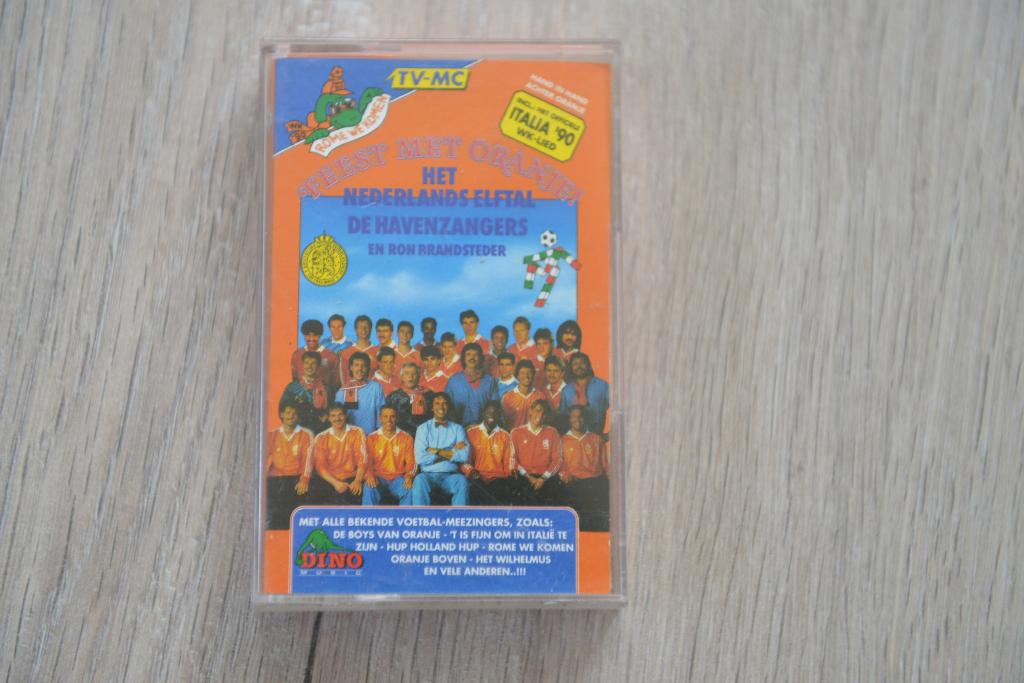 TV-MC
HAND IN HAND
ACHTER ORANJE
INCL.: HET OFFICIËLE
ITALIA '90
WK-LIED
WK
ROME WE KOMEN
'FEEST MET ORANJE'
HET
NEDERLANDS ELFTAL
DE HAVENZANGERS
EN RON BRANDSTEDER
MET ALLE BEKENDE VOETBAL-MEEZINGERS, ZOALS:
DE BOYS VAN ORANJE - 'T IS FIJN OM IN ITALIË TE
ZIJN - HUP HOLLAND HUP - ROME WE KOMEN
ORANJE BOVEN - HET WILHELMUS
EN VELE ANDEREN..!!!
DINO
MUSIC